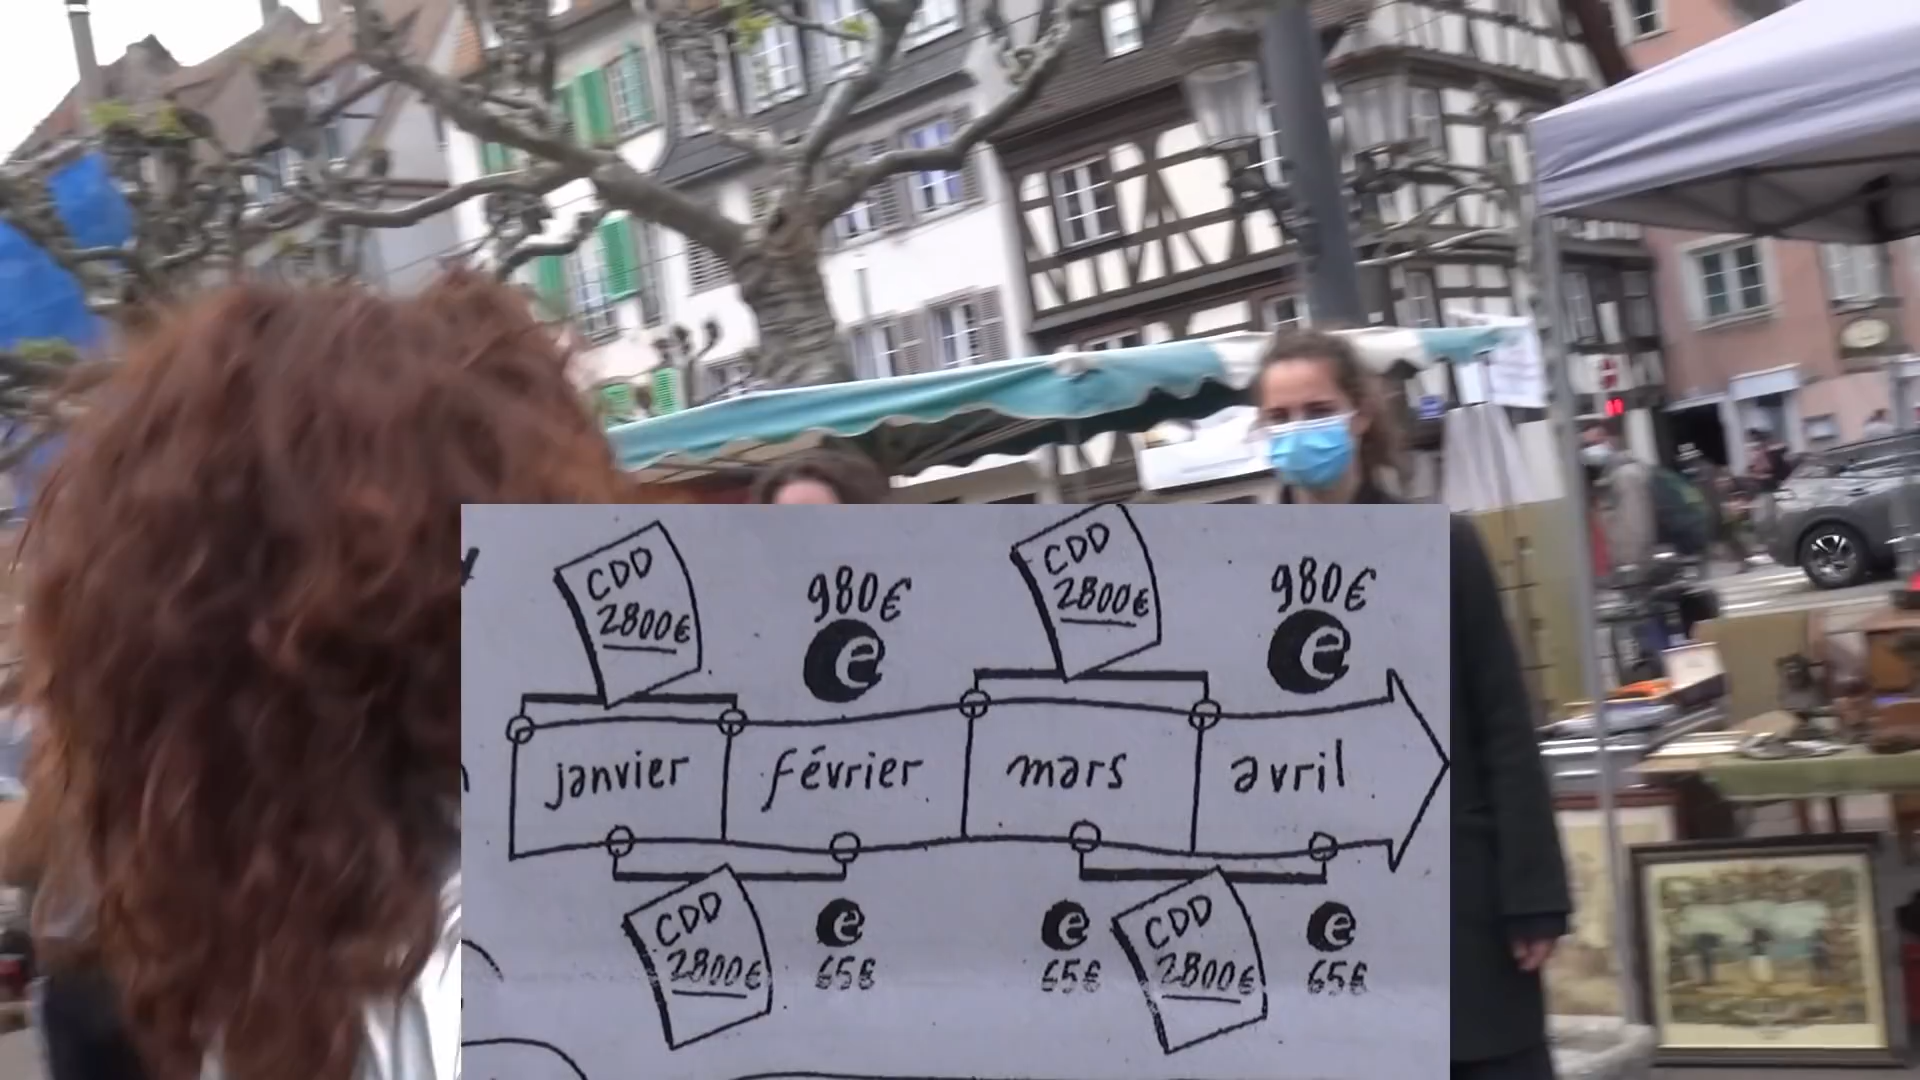 CDD
2800€
980€
e
CDD
2800€
980€
e
janvier
février
mars
avril
CDD
2800€
e
65€
e
65€
CDD
2800€
e
65€